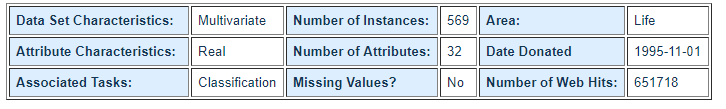 Data Set Characteristics: Multivariate Number of Instances: 569 Area: Life
Attribute Characteristics: Real Number of Attributes: 32 Date Donated 1995-11-01
Associated Tasks: Classification Missing Values? No Number of Web Hits: 651718